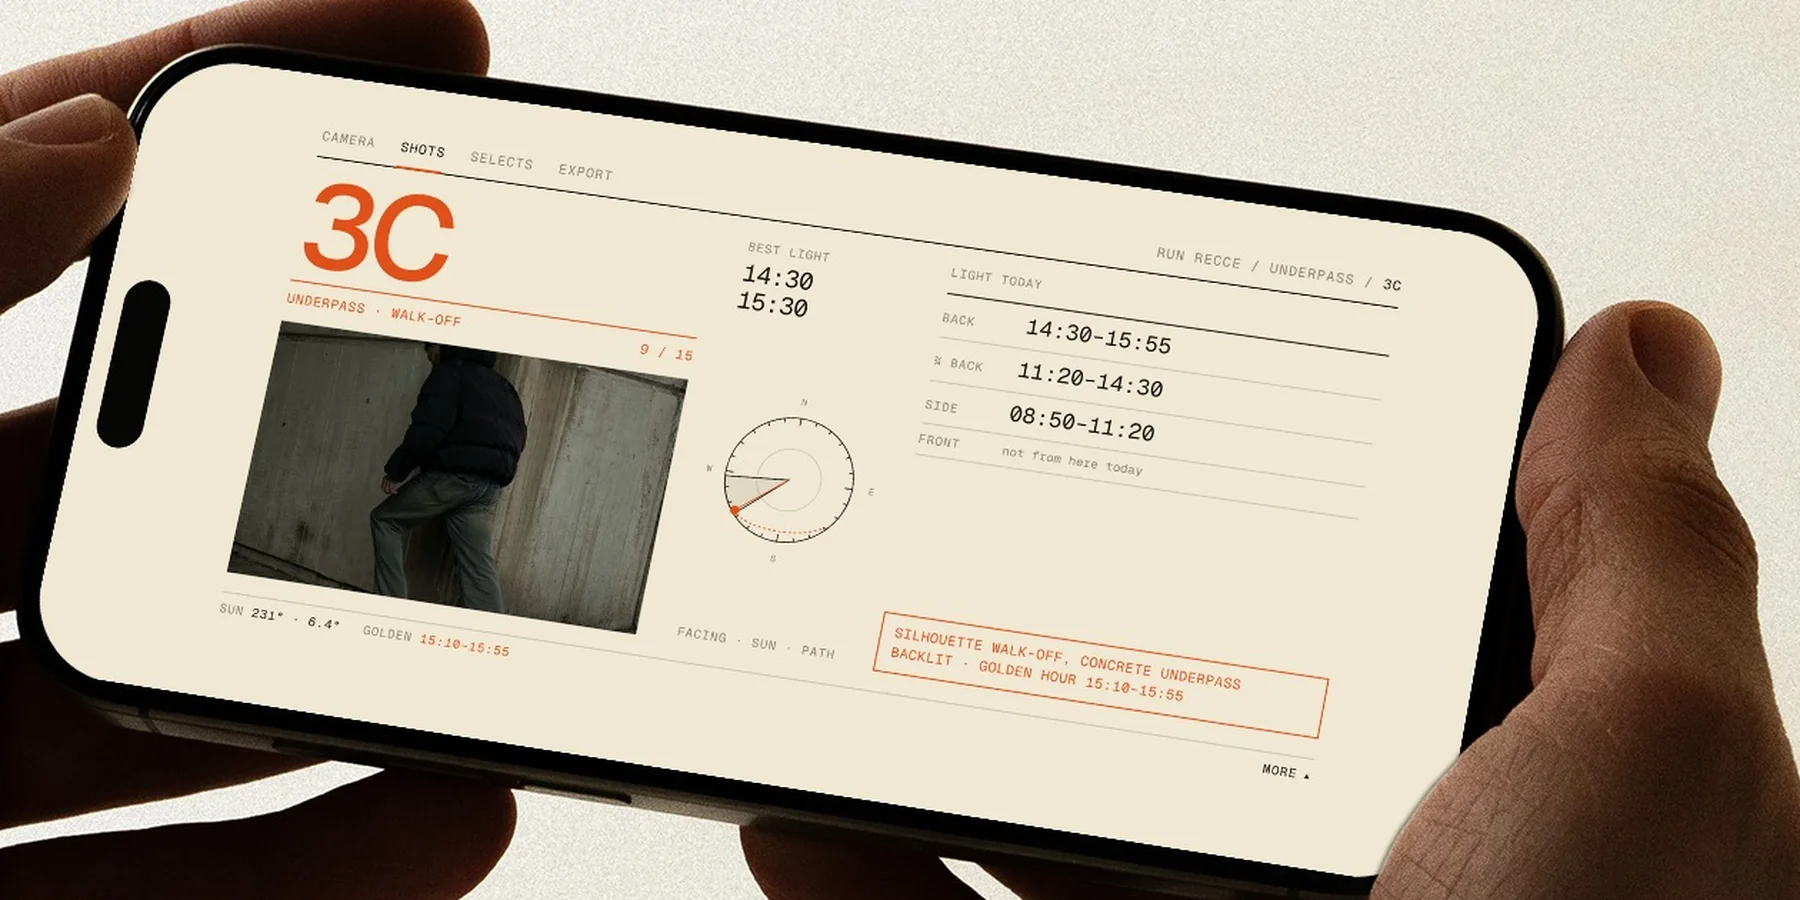 CAMERA SHOTS SELECTS EXPORT
RUN RECCE / UNDERPASS / 3C
3C
UNDERPASS · WALK-OFF
9 / 15
SUN 231° · 6.4° GOLDEN 15:10-15:55
BEST LIGHT
14:30
15:30
N
W
E
S
FACING · SUN · PATH
LIGHT TODAY
BACK 14:30-15:55
¾ BACK 11:20-14:30
SIDE 08:50-11:20
FRONT not from here today
SILHOUETTE WALK-OFF, CONCRETE UNDERPASS
BACKLIT · GOLDEN HOUR 15:10-15:55
MORE ▴